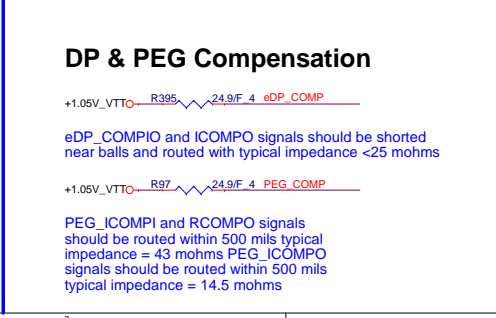 DP & PEG Compensation
+1.05V_VTT R395 24.9/F_4 eDP_COMP
eDP_COMPIO and ICOMPO signals should be shorted
near balls and routed with typical impedance <25 mohms
+1.05V_VTT R97 24.9/F_4 PEG_COMP
PEG_ICOMPI and RCOMPO signals
should be routed within 500 mils typical
impedance = 43 mohms PEG_ICOMPO
signals should be routed within 500 mils
typical impedance = 14.5 mohms